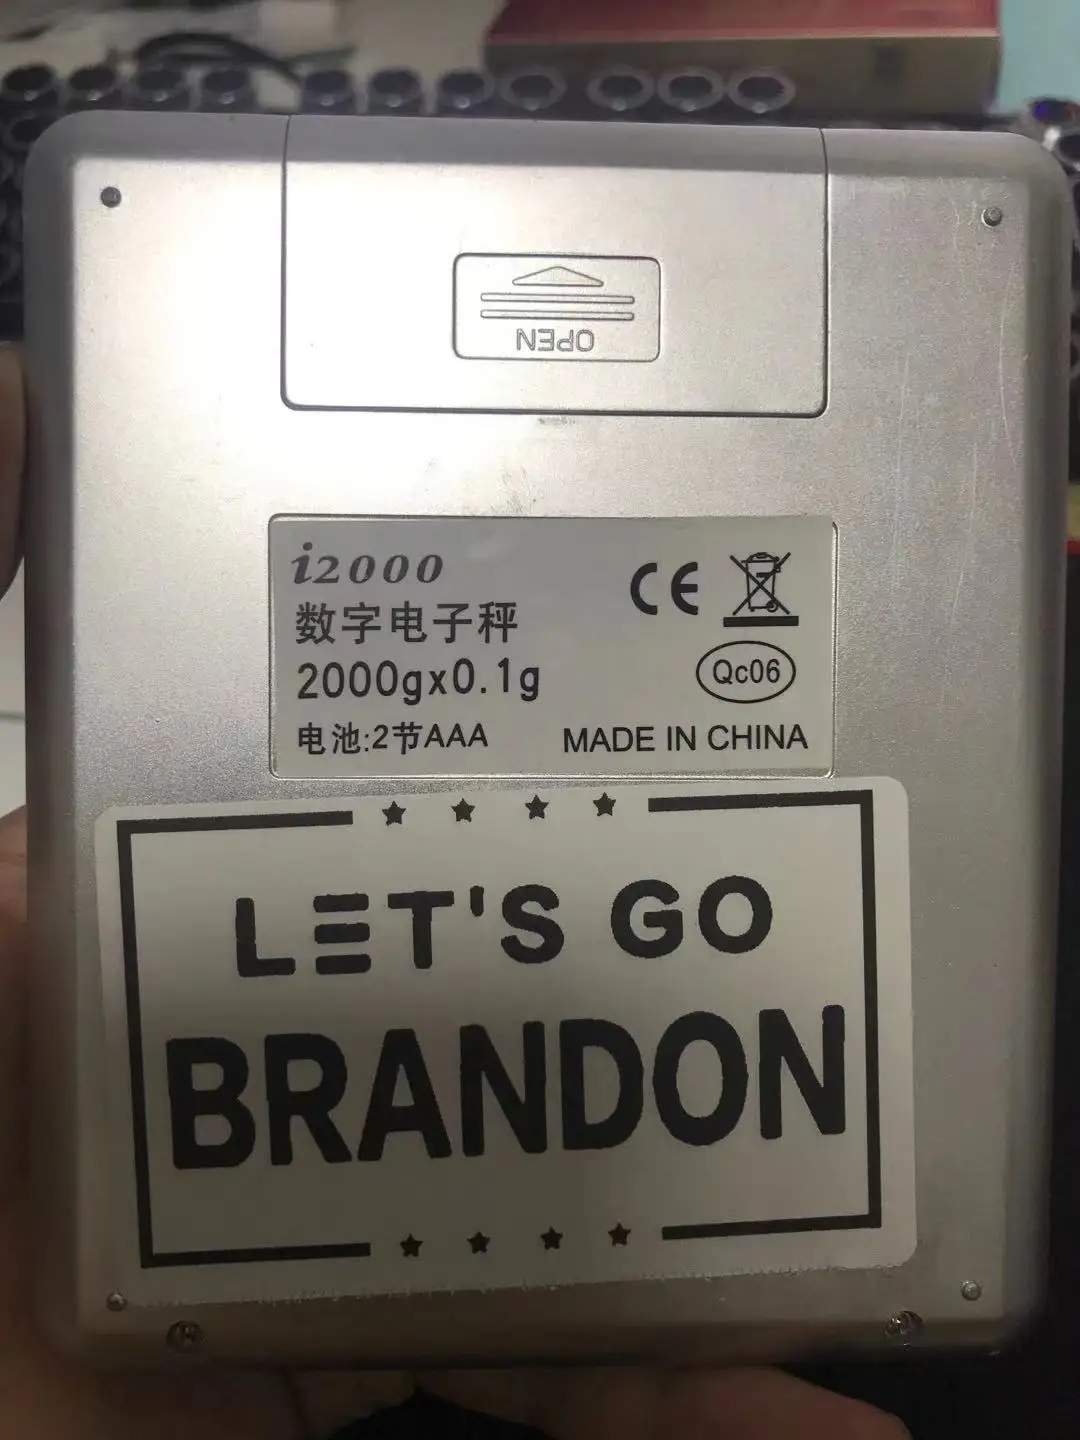 OPEN
i2000
数字电子秤
2000gx0.1g
电池:2节AAA
CE
Qc06
MADE IN CHINA
LET'S GO
BRANDON